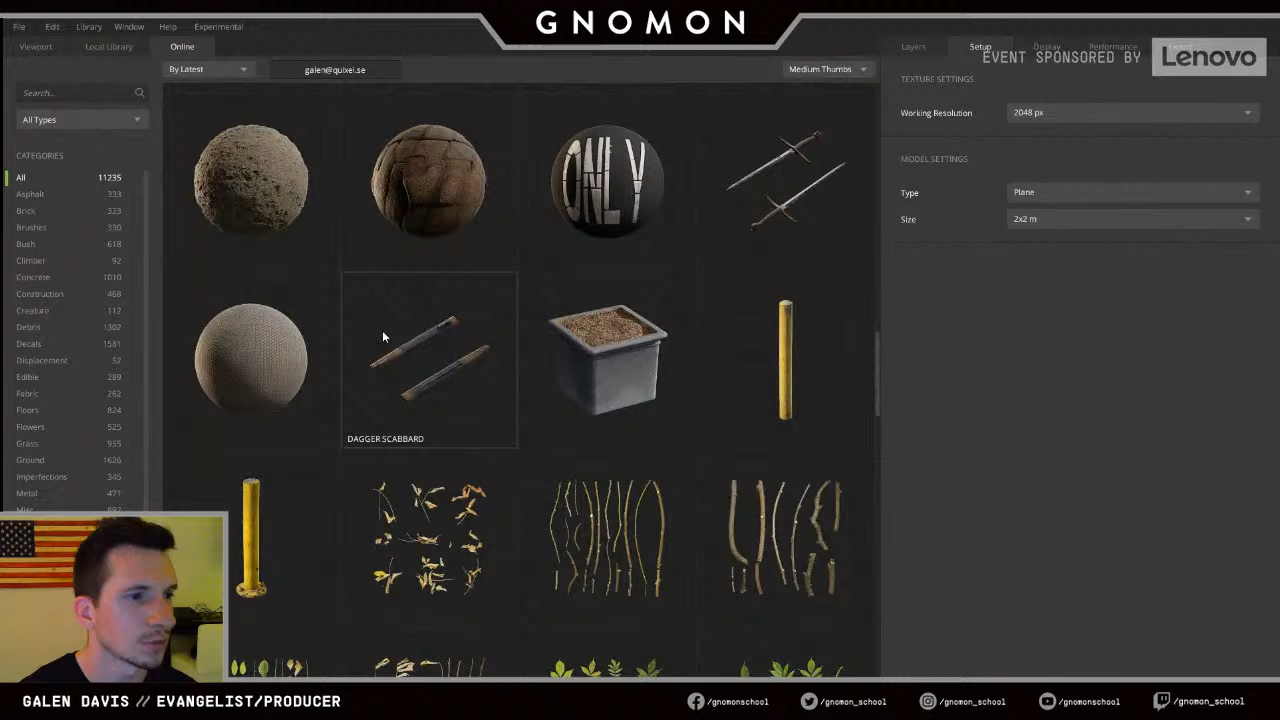 GNOMON
File Edit Library Window Help Experimental
Viewport Local Library Online
Layers Setup Display Performance Export
EVENT SPONSORED BY Lenovo
By Latest galen@quixel.se Medium Thumbs
Search...
All Types
CATEGORIES
All 11235
Asphalt 333
Brick 323
Brushes 330
Bush 618
Climber 92
Concrete 1010
Construction 468
Creature 112
Debris 1302
Decals 1581
Displacement 52
Edible 289
Fabric 262
Floors 824
Flowers 525
Grass 955
Ground 1626
Imperfections 345
Metal 471
TEXTURE SETTINGS
Working Resolution 2048 px
MODEL SETTINGS
Type Plane
Size 2x2 m
ONLY
DAGGER SCABBARD
GALEN DAVIS // EVANGELIST/PRODUCER
/gnomonschool /gnomon_school /gnomon_school /gnomonschool /gnomon_school